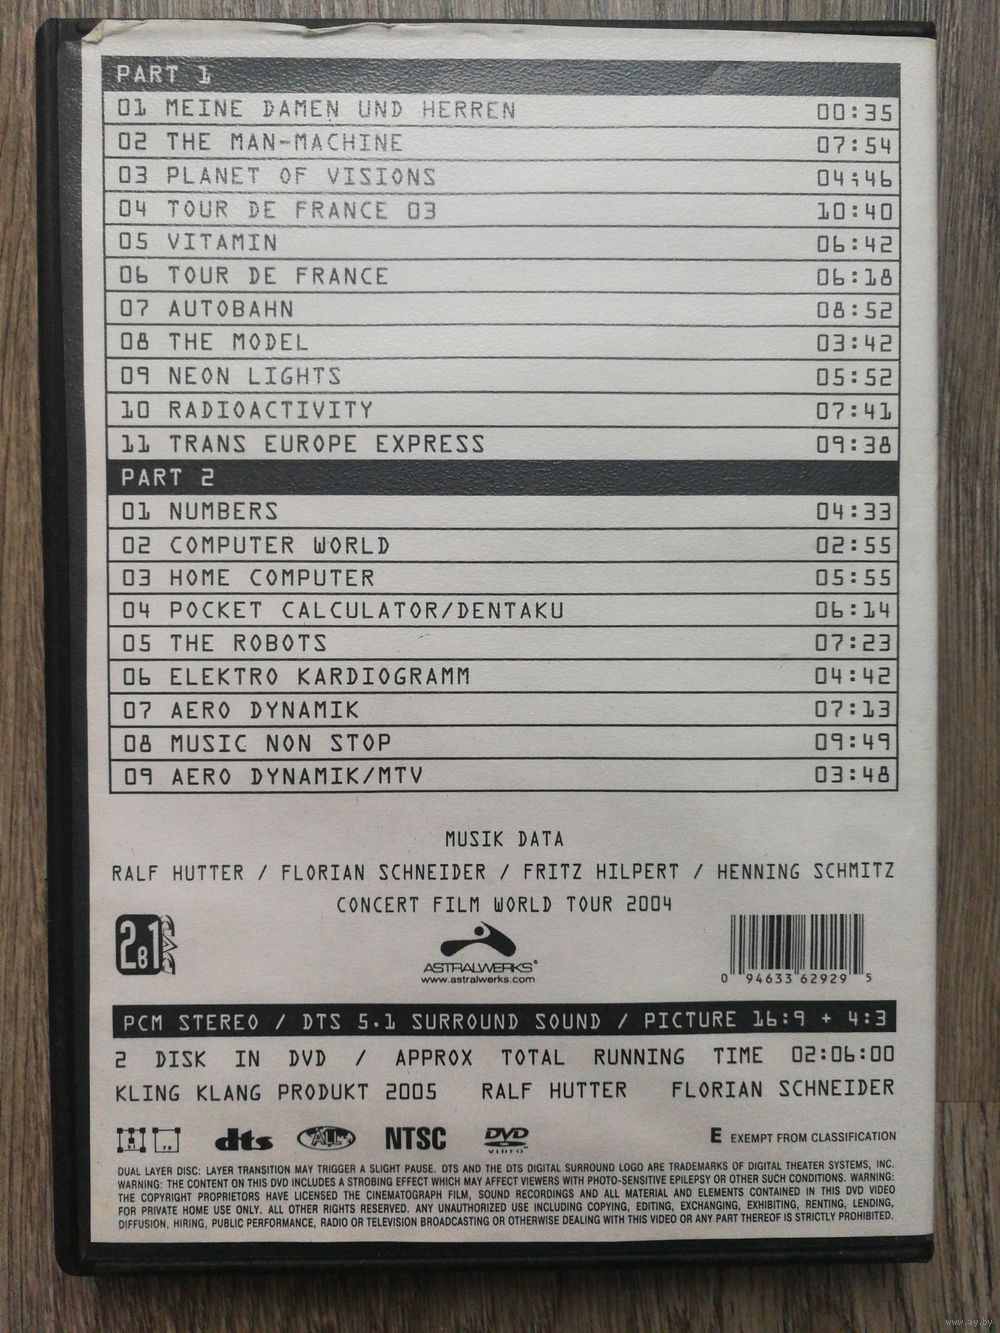 PART 1
01 MEINE DAMEN UND HERREN 00:35
02 THE MAN-MACHINE 07:54
03 PLANET OF VISIONS 04:46
04 TOUR DE FRANCE 03 10:40
05 VITAMIN 06:42
06 TOUR DE FRANCE 06:18
07 AUTOBAHN 08:52
08 THE MODEL 03:42
09 NEON LIGHTS 05:52
10 RADIOACTIVITY 07:41
11 TRANS EUROPE EXPRESS 09:38
PART 2
01 NUMBERS 04:33
02 COMPUTER WORLD 02:55
03 HOME COMPUTER 05:55
04 POCKET CALCULATOR/DENTAKU 06:14
05 THE ROBOTS 07:23
06 ELEKTRO KARDIOGRAMM 04:42
07 AERO DYNAMIK 07:13
08 MUSIC NON STOP 09:49
09 AERO DYNAMIK/MTV 03:48
MUSIK DATA
RALF HUTTER / FLORIAN SCHNEIDER / FRITZ HILPERT / HENNING SCHMITZ
CONCERT FILM WORLD TOUR 2004
ASTRALWERKS®
www.astralwerks.com
0 94633 62929 5
PCM STEREO / DTS 5.1 SURROUND SOUND / PICTURE 16:9 + 4:3
2 DISK IN DVD / APPROX TOTAL RUNNING TIME 02:06:00
KLING KLANG PRODUKT 2005 RALF HUTTER FLORIAN SCHNEIDER
dts ALL NTSC DVD VIDEO E EXEMPT FROM CLASSIFICATION
DUAL LAYER DISC: LAYER TRANSITION MAY TRIGGER A SLIGHT PAUSE. DTS AND THE DTS DIGITAL SURROUND LOGO ARE TRADEMARKS OF DIGITAL THEATER SYSTEMS, INC.
WARNING: THE CONTENT ON THIS DVD INCLUDES A STROBING EFFECT WHICH MAY AFFECT VIEWERS WITH PHOTO-SENSITIVE EPILEPSY OR OTHER SUCH CONDITIONS. WARNING:
THE COPYRIGHT PROPRIETORS HAVE LICENSED THE CINEMATOGRAPH FILM, SOUND RECORDINGS AND ALL MATERIAL AND ELEMENTS CONTAINED IN THIS DVD VIDEO
FOR PRIVATE HOME USE ONLY. ALL OTHER RIGHTS RESERVED. ANY UNAUTHORIZED USE INCLUDING COPYING, EDITING, EXCHANGING, EXHIBITING, RENTING, LENDING,
DIFFUSION, HIRING, PUBLIC PERFORMANCE, RADIO OR TELEVISION BROADCASTING OR OTHERWISE DEALING WITH THIS VIDEO OR ANY PART THEREOF IS STRICTLY PROHIBITED.
www.ay.by